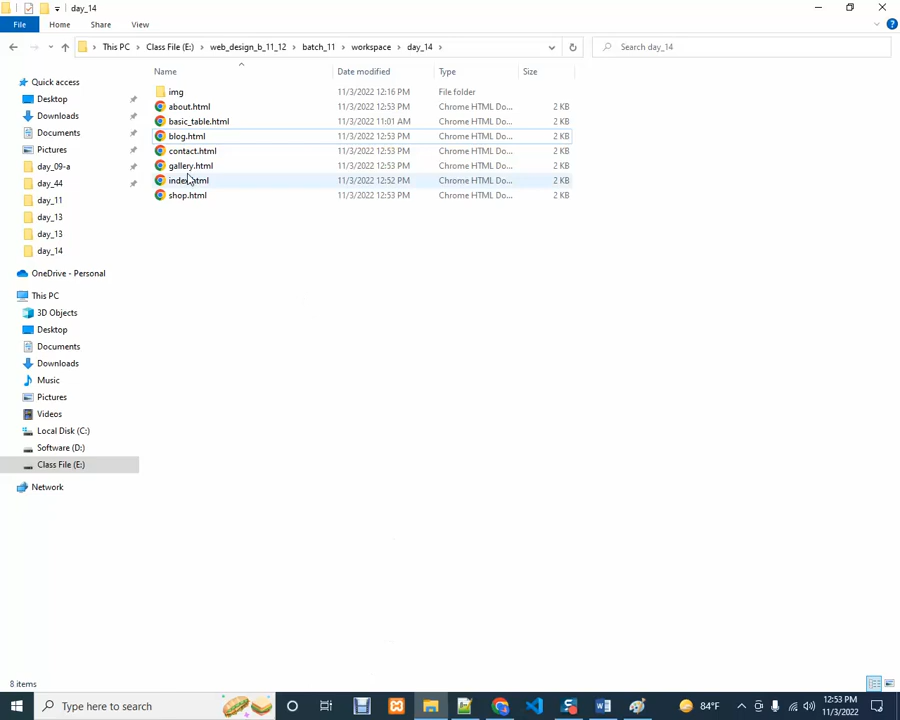 day_14
File Home Share View
This PC Class File (E:) web_design_b_11_12 batch_11 workspace day_14
Search day_14
Name Date modified Type Size
Quick access
Desktop
Downloads
Documents
Pictures
day_09-a
day_44
day_11
day_13
day_13
day_14
OneDrive - Personal
This PC
3D Objects
Desktop
Documents
Downloads
Music
Pictures
Videos
Local Disk (C:)
Software (D:)
Class File (E:)
Network
img 11/3/2022 12:16 PM File folder
about.html 11/3/2022 12:53 PM Chrome HTML Do... 2 KB
basic_table.html 11/3/2022 11:01 AM Chrome HTML Do... 2 KB
blog.html 11/3/2022 12:53 PM Chrome HTML Do... 2 KB
contact.html 11/3/2022 12:53 PM Chrome HTML Do... 2 KB
gallery.html 11/3/2022 12:53 PM Chrome HTML Do... 2 KB
index.html 11/3/2022 12:52 PM Chrome HTML Do... 2 KB
shop.html 11/3/2022 12:53 PM Chrome HTML Do... 2 KB
8 items
Type here to search
84°F
12:53 PM
11/3/2022